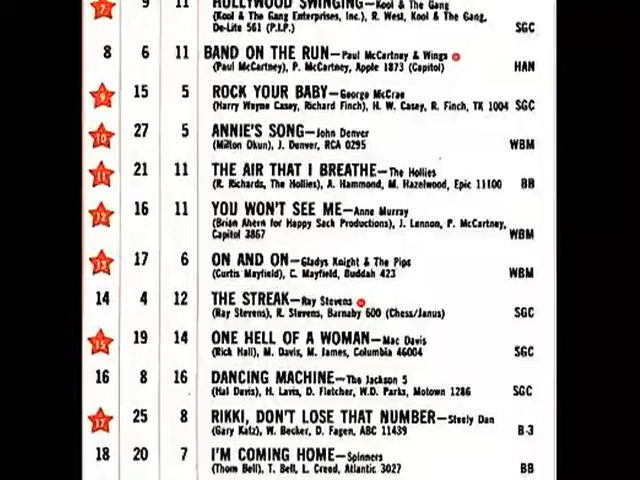 7 9 11 HOLLYWOOD SWINGING—Kool & The Gang
(Kool & The Gang Enterprises, Inc.), R. West, Kool & The Gang,
De-Lite 561 (P.I.P.) SGC
8 6 11 BAND ON THE RUN—Paul McCartney & Wings
(Paul McCartney), P. McCartney, Apple 1873 (Capitol) HAN
9 15 5 ROCK YOUR BABY—George McCrae
(Harry Wayne Casey, Richard Finch), H. W. Casey, R. Finch, TK 1004 SGC
10 27 5 ANNIE'S SONG—John Denver
(Milton Okun), J. Denver, RCA 0295 WBM
11 21 11 THE AIR THAT I BREATHE—The Hollies
(R. Richards, The Hollies), A. Hammond, M. Hazelwood, Epic 11100 BB
12 16 11 YOU WON'T SEE ME—Anne Murray
(Brian Ahern for Happy Sack Productions), J. Lennon, P. McCartney,
Capitol 3867 WBM
13 17 6 ON AND ON—Gladys Knight & The Pips
(Curtis Mayfield), C. Mayfield, Buddah 423 WBM
14 4 12 THE STREAK—Ray Stevens
(Ray Stevens), R. Stevens, Barnaby 600 (Chess/Janus) SGC
15 19 14 ONE HELL OF A WOMAN—Mac Davis
(Rick Hall), M. Davis, M. James, Columbia 46004 SGC
16 8 16 DANCING MACHINE—The Jackson 5
(Hal Davis), H. Davis, D. Fletcher, W.D. Parks, Motown 1286 SGC
17 25 8 RIKKI, DON'T LOSE THAT NUMBER—Steely Dan
(Gary Katz), W. Becker, D. Fagen, ABC 11439 B-3
18 20 7 I'M COMING HOME—Spinners
(Thom Bell), T. Bell, L. Creed, Atlantic 3027 BB